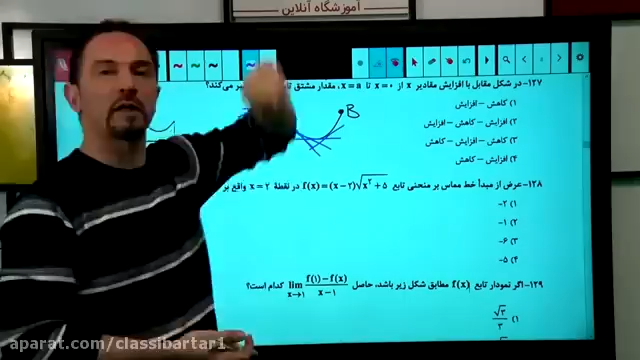 آموزشگاه آنلاین
۱۲۷- در شکل مقابل با افزایش مقادیر x از x=۰ تا x=a، مقدار مشتق تابع می‌کند؟
۱) کاهش – افزایش
۲) افزایش – کاهش – افزایش
۳) کاهش – افزایش – کاهش
۴) افزایش – کاهش
B
۱۲۸- عرض از مبدأ خط مماس بر منحنی تابع f(x)=(x−۲)√x²+۵ در نقطهٔ x=۲ واقع بر
۱) ۲-
۲) ۱-
۳) ۶-
۴) ۵-
۱۲۹- اگر نمودار تابع f(x) مطابق شکل زیر باشد، حاصل lim x→۱ f(۱)−f(x) / x−۱ کدام است؟
۱) √۳/۳
aparat.com/classibartar1